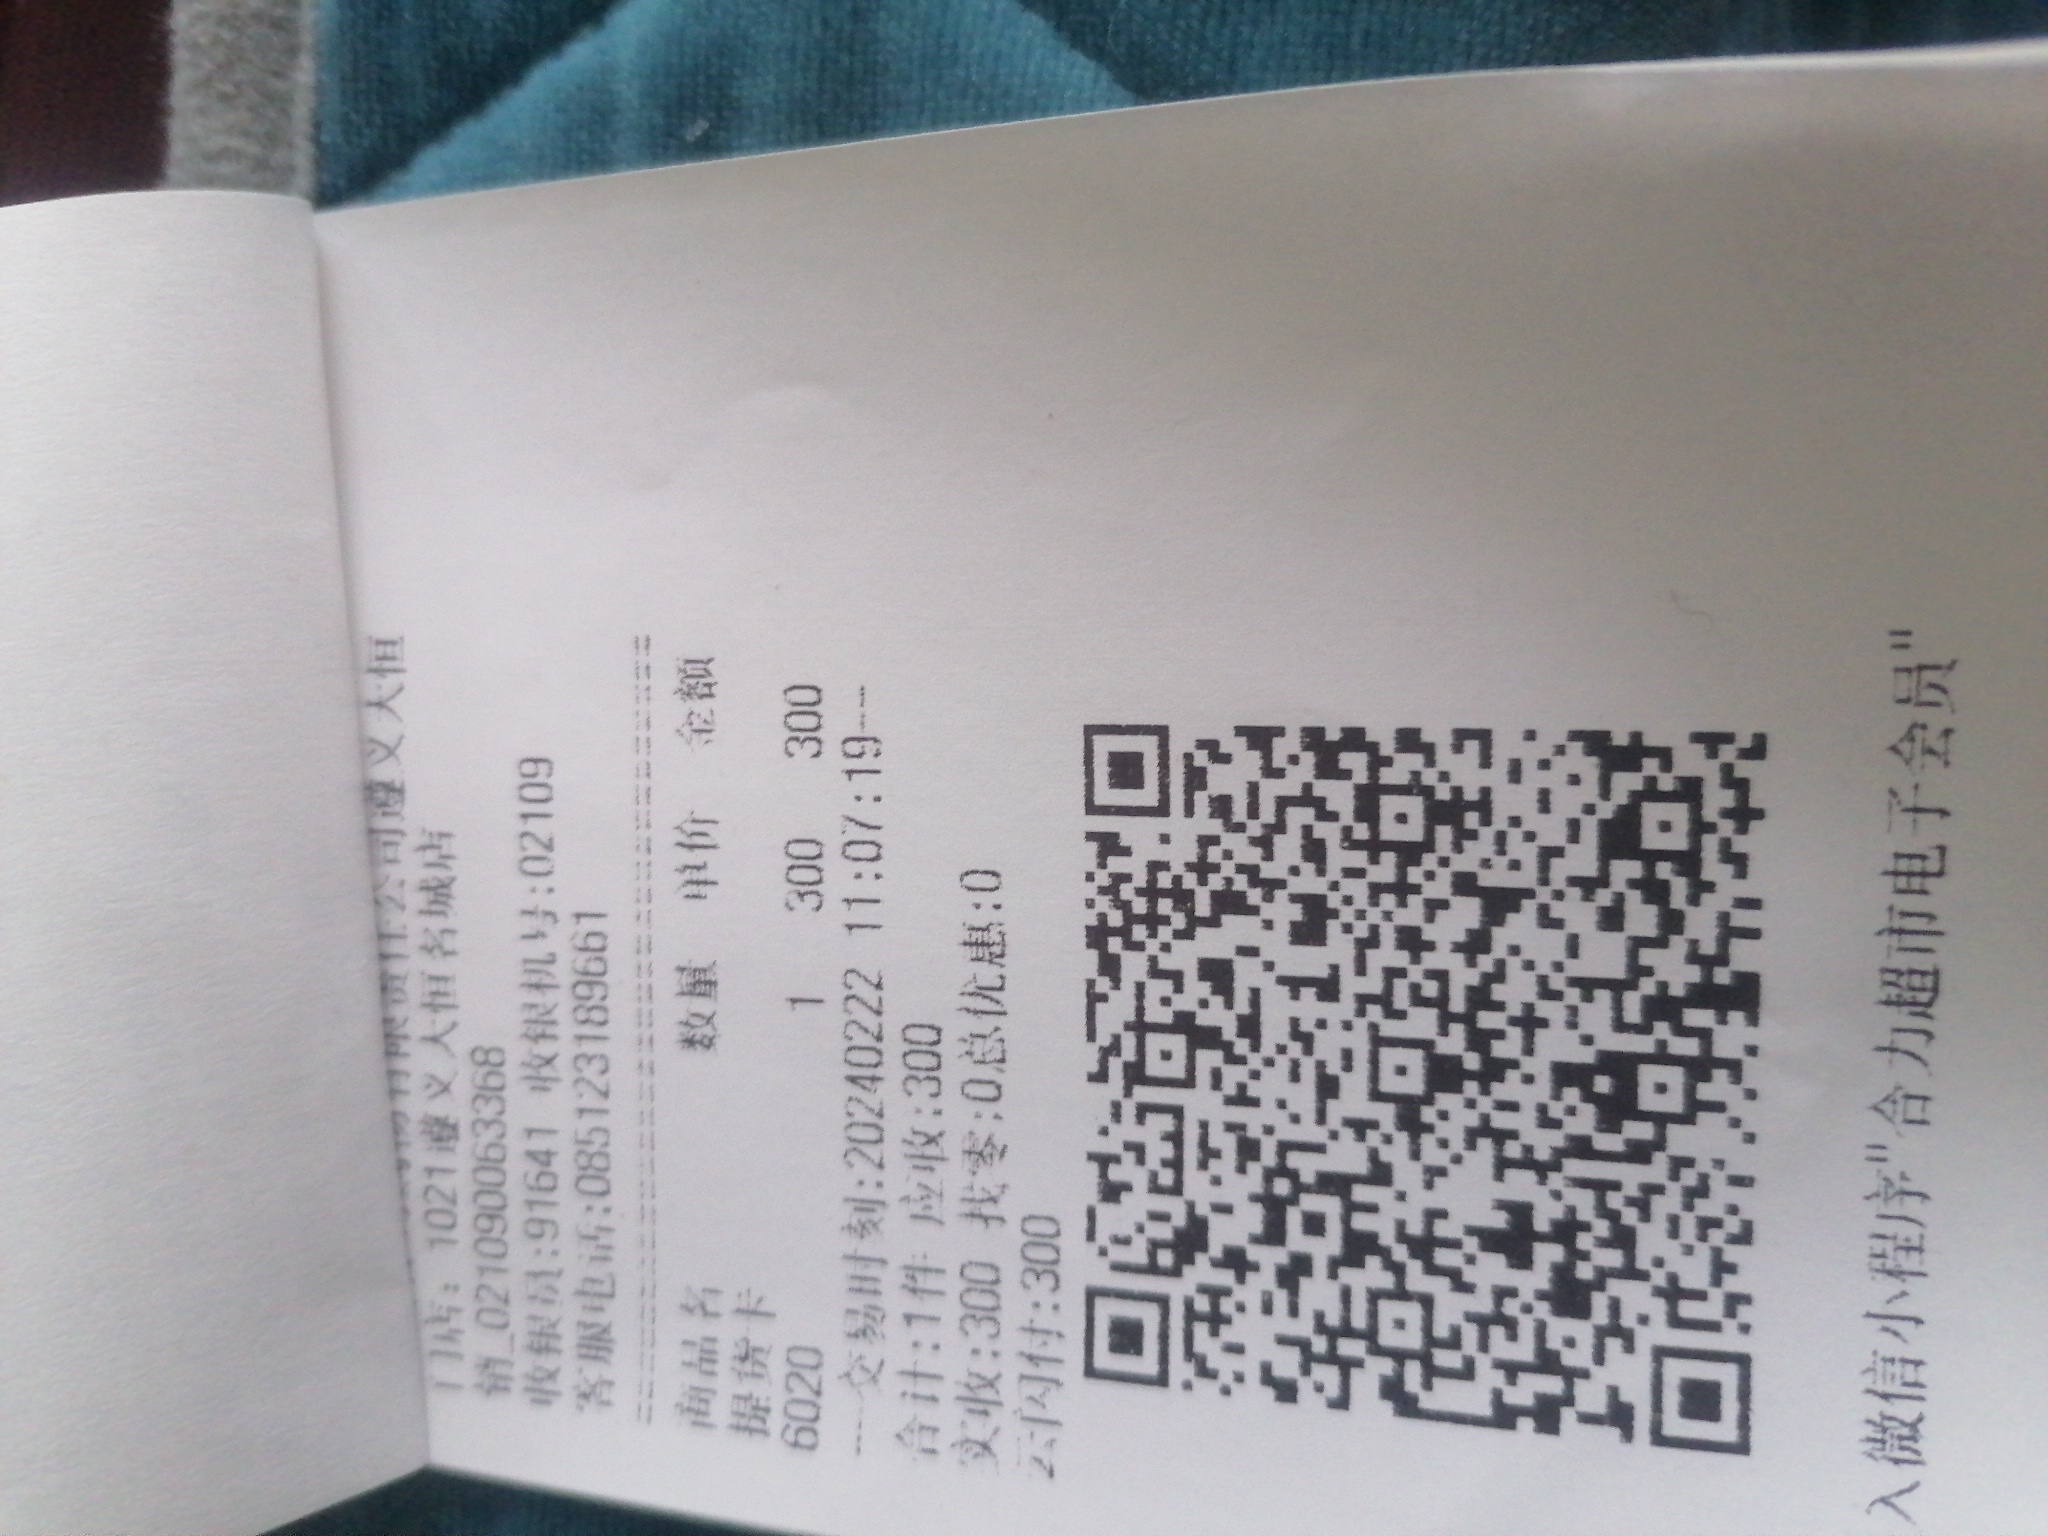 有限责任公司遵义大恒
门店: 1021遵义大恒名城店
销_021090063368
收银员:91641 收银机号:02109
客服电话:085123189661
商品名 数量 单价 金额
提货卡
6020 1 300 300
----交易时刻:20240222 11:07:19---
合计:1件 应收:300
实收:300 找零:0总优惠:0
云闪付:300
入微信小程序"合力超市电子会员"